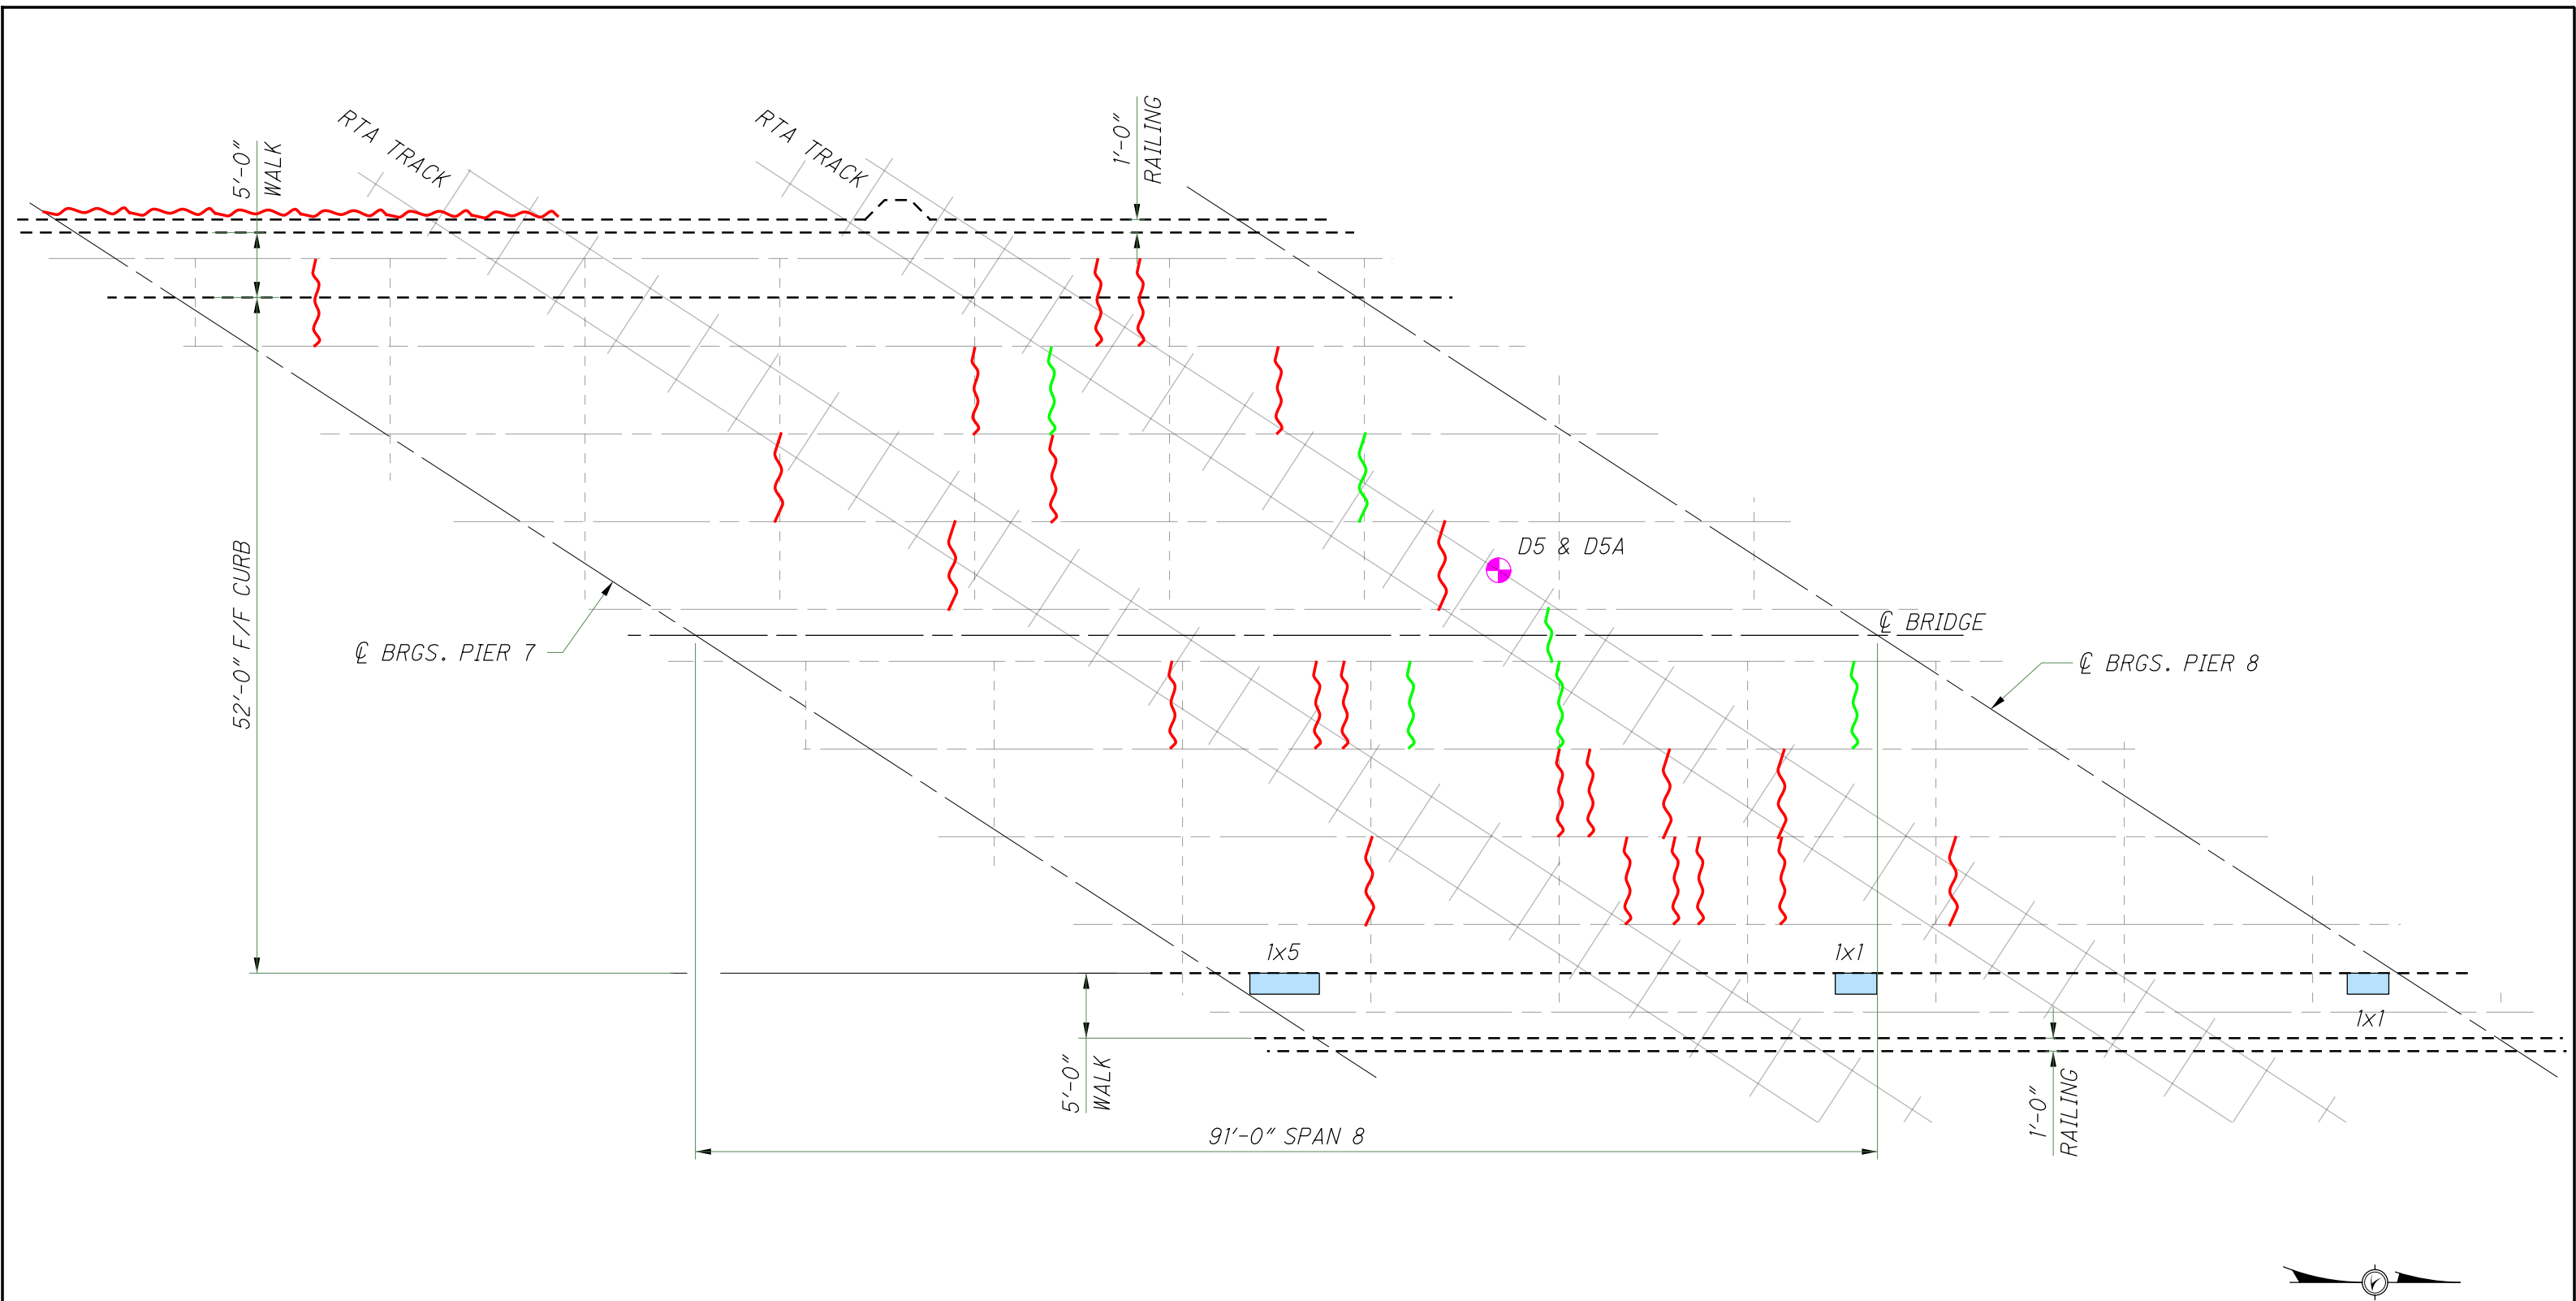 RTA TRACK
RTA TRACK
1'-0"
RAILING
5'-0"
WALK
52'-0" F/F CURB
D5 & D5A
℄ BRIDGE
℄ BRGS. PIER 7
℄ BRGS. PIER 8
1x5
1x1
1x1
5'-0"
WALK
1'-0"
RAILING
91'-0" SPAN 8